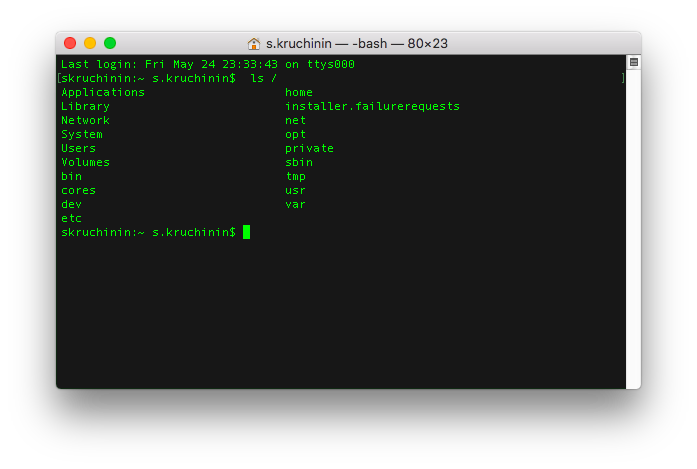 s.kruchinin — -bash — 80×23
Last login: Fri May 24 23:33:43 on ttys000
[skruchinin:~ s.kruchinin$  ls / ]
Applications home
Library installer.failurerequests
Network net
System opt
Users private
Volumes sbin
bin tmp
cores usr
dev var
etc
skruchinin:~ s.kruchinin$